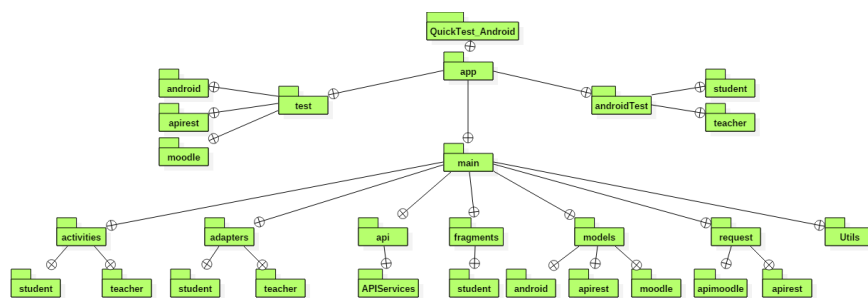 QuickTest_Android
app
android
test
androidTest
student
apirest
teacher
moodle
main
activities
adapters
api
fragments
models
request
Utils
student
teacher
student
teacher
APIServices
student
android
apirest
moodle
apimoodle
apirest